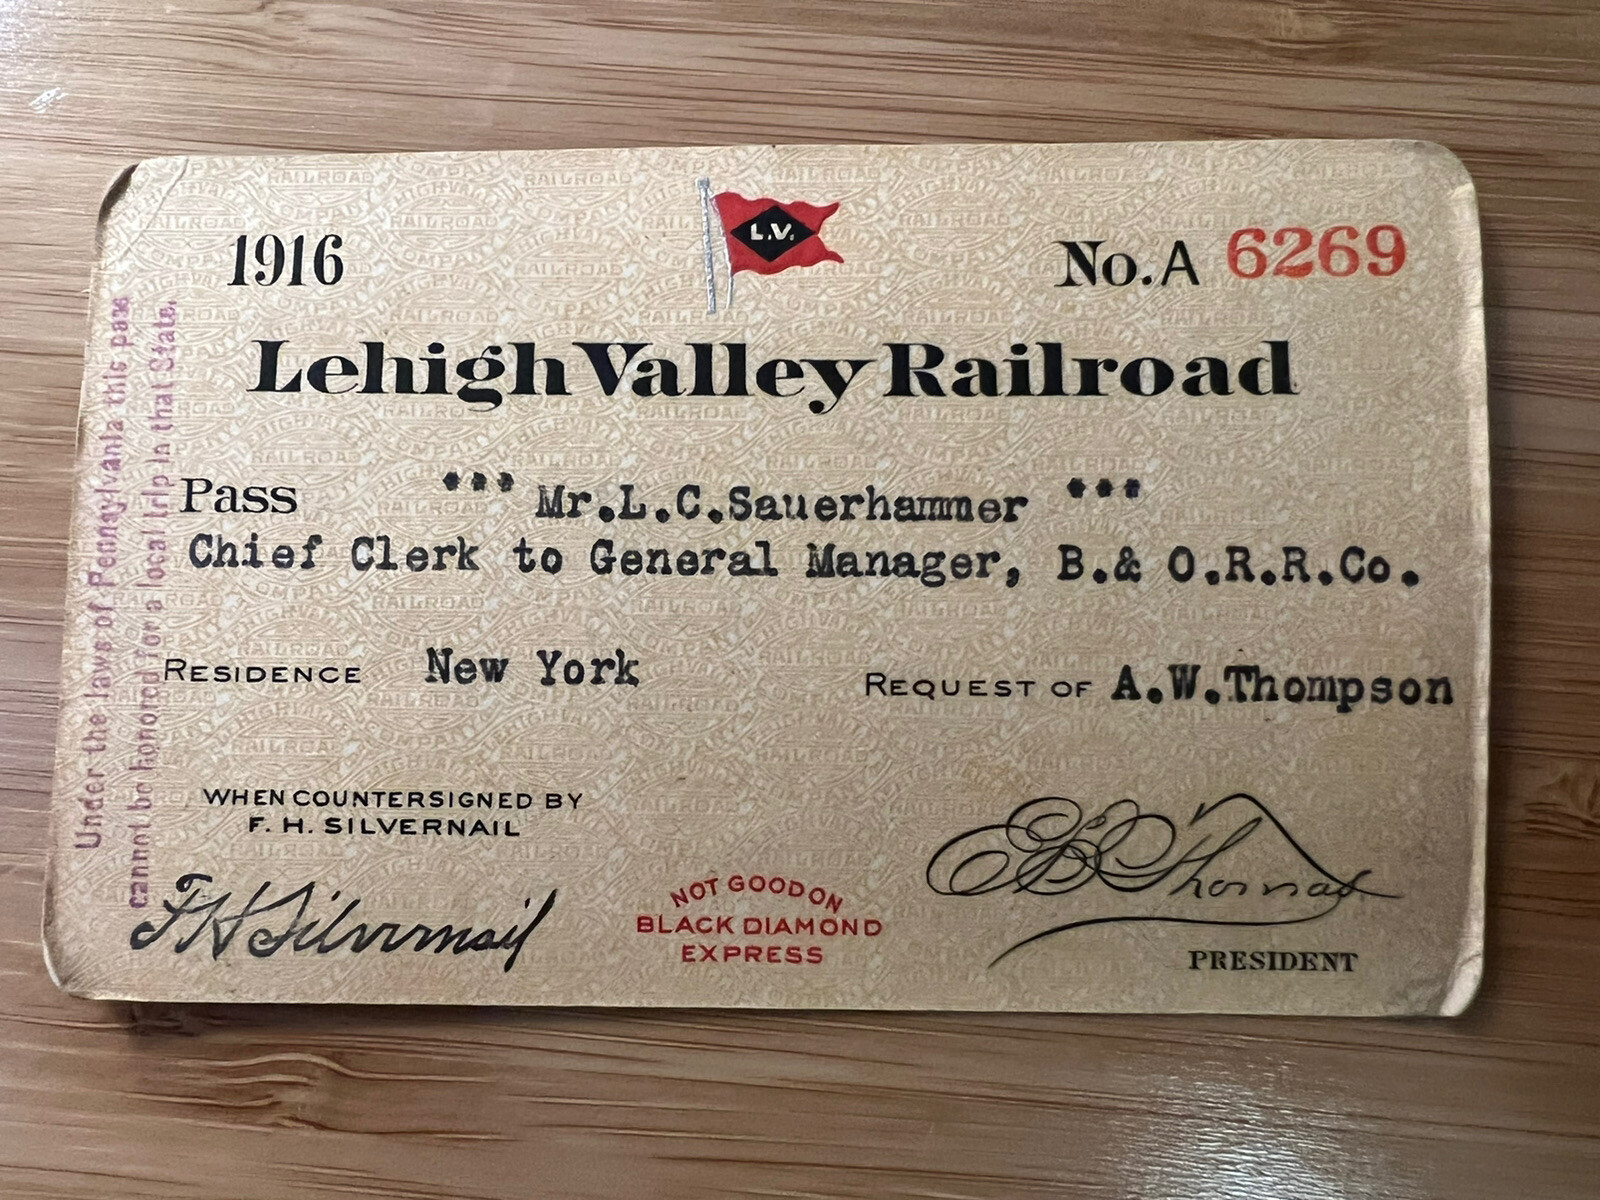 1916
L.V.
No. A 6269
Lehigh Valley Railroad
Pass *** Mr.L.C.Sauerhammer ***
Chief Clerk to General Manager, B.& O.R.R.Co.
RESIDENCE New York
REQUEST OF A.W.Thompson
WHEN COUNTERSIGNED BY
F. H. SILVERNAIL
F H Silvernail
NOT GOOD ON
BLACK DIAMOND
EXPRESS
E B Thomas
PRESIDENT
Under the laws of Pennsylvania this pass
cannot be honored for a local trip in that State.